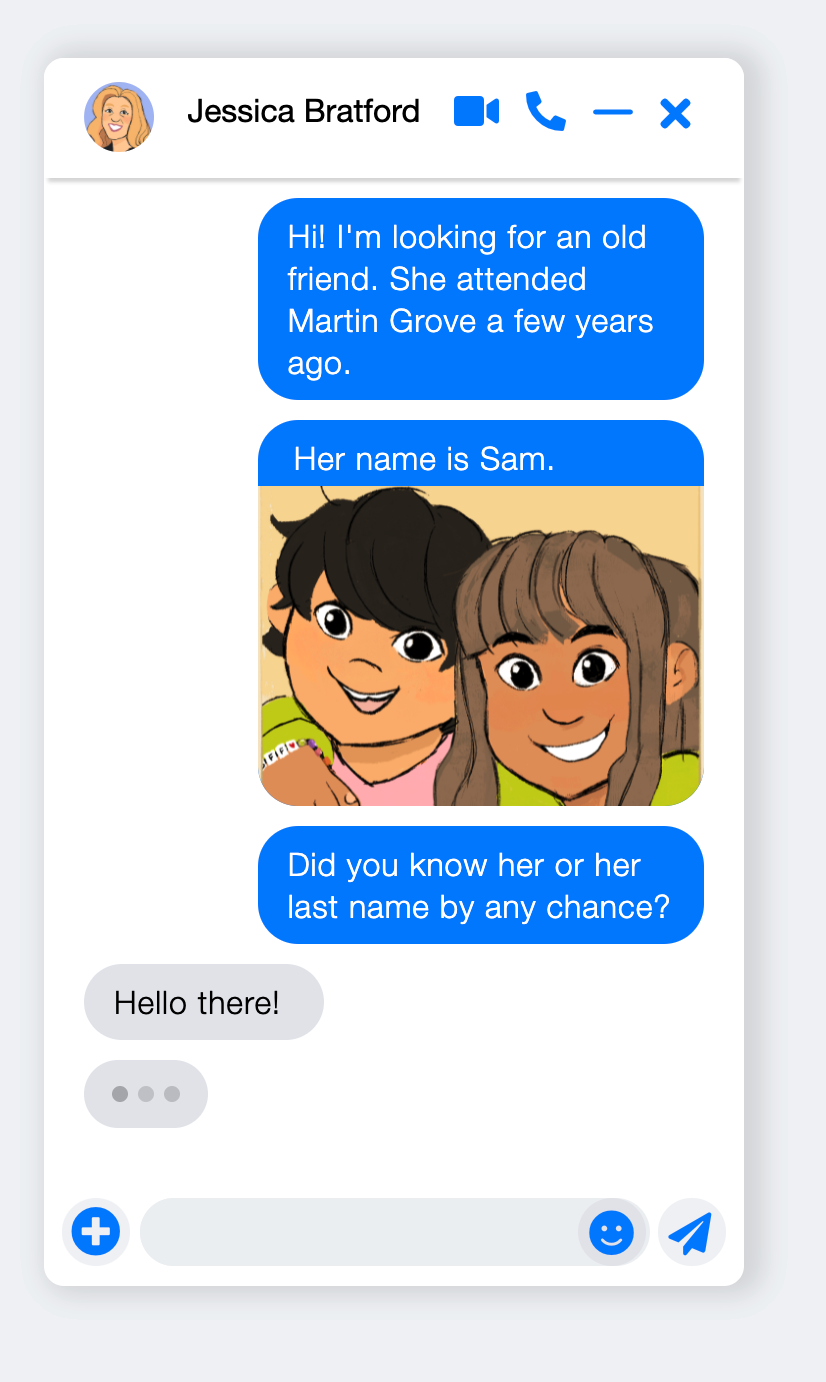 Jessica Bratford
Hi! I'm looking for an old
friend. She attended
Martin Grove a few years
ago.
Her name is Sam.
Did you know her or her
last name by any chance?
Hello there!